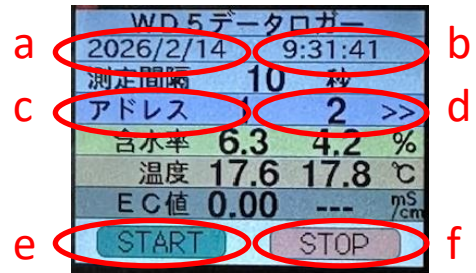 WD5データロガー
a 2026/2/14 9:31:41 b
測定間隔 10 秒
c アドレス 1 2 >> d
含水率 6.3 4.2 %
温度 17.6 17.8 ℃
EC値 0.00 --- mS/cm
e START STOP f